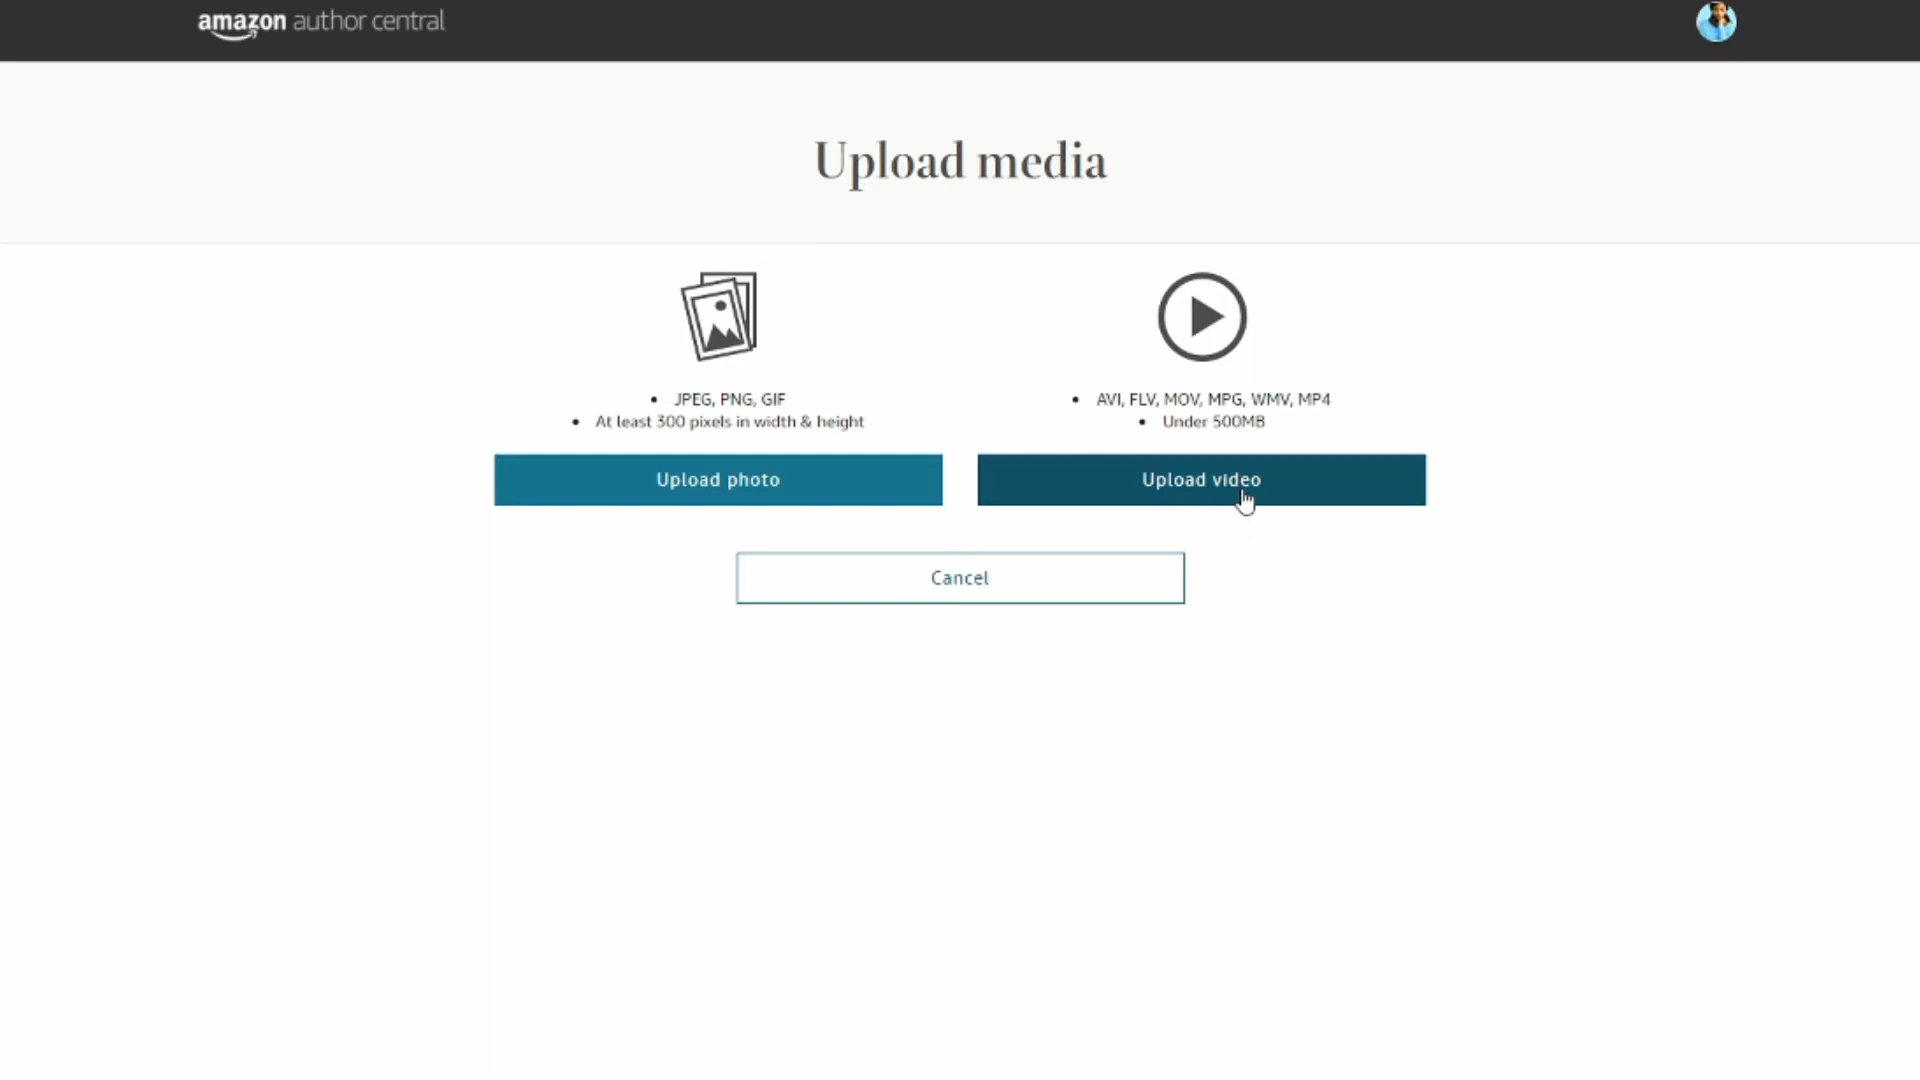 amazon author central
Upload media
• JPEG, PNG, GIF
• At least 300 pixels in width & height
Upload photo
• AVI, FLV, MOV, MPG, WMV, MP4
• Under 500MB
Upload video
Cancel